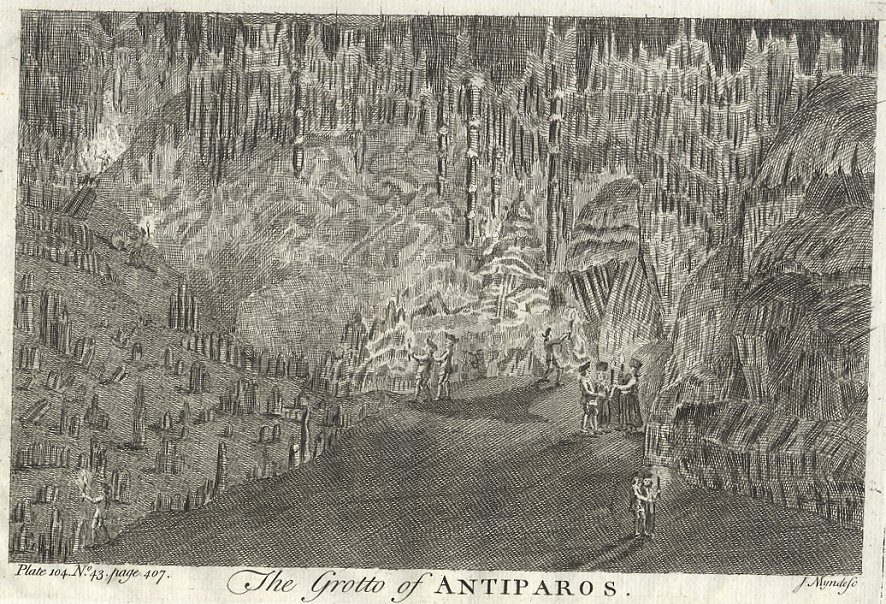 Plate 104. No. 43. page 407.
The Grotto of ANTIPAROS.
J. Mynde sc